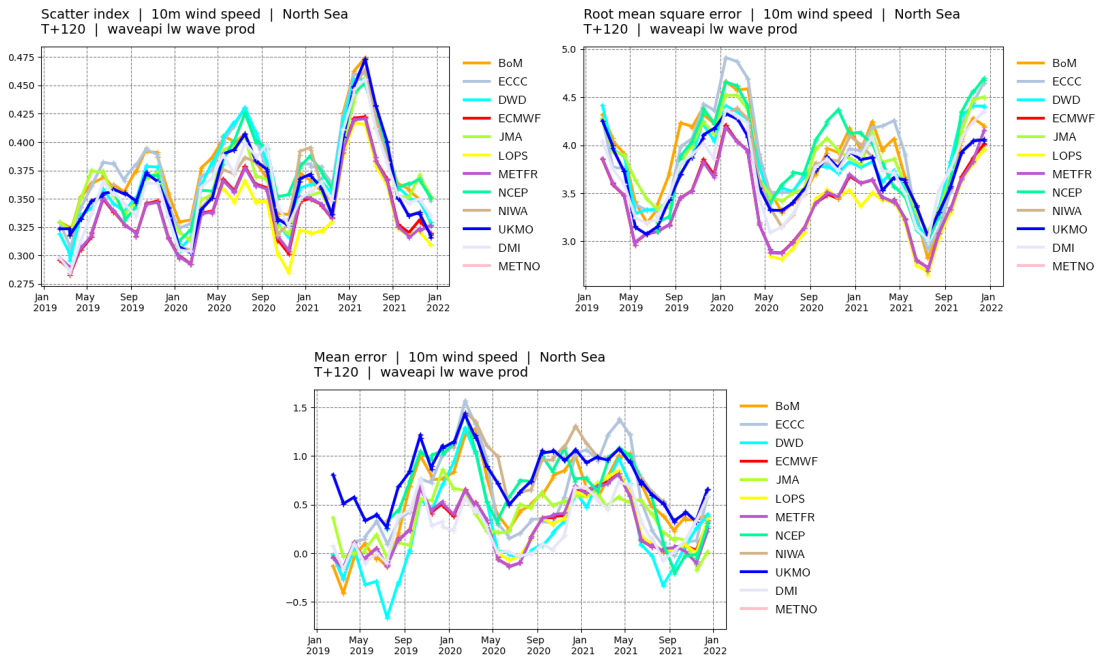 Scatter index | 10m wind speed | North Sea
T+120 | waveapi lw wave prod
0.475
0.450
0.425
0.400
0.375
0.350
0.325
0.300
0.275
Jan May Sep Jan May Sep Jan May Sep Jan
2019 2019 2019 2020 2020 2020 2021 2021 2021 2022
BoM
ECCC
DWD
ECMWF
JMA
LOPS
METFR
NCEP
NIWA
UKMO
DMI
METNO
Root mean square error | 10m wind speed | North Sea
T+120 | waveapi lw wave prod
5.0
4.5
4.0
3.5
3.0
Jan May Sep Jan May Sep Jan May Sep Jan
2019 2019 2019 2020 2020 2020 2021 2021 2021 2022
BoM
ECCC
DWD
ECMWF
JMA
LOPS
METFR
NCEP
NIWA
UKMO
DMI
METNO
Mean error | 10m wind speed | North Sea
T+120 | waveapi lw wave prod
1.5
1.0
0.5
0.0
−0.5
Jan May Sep Jan May Sep Jan May Sep Jan
2019 2019 2019 2020 2020 2020 2021 2021 2021 2022
BoM
ECCC
DWD
ECMWF
JMA
LOPS
METFR
NCEP
NIWA
UKMO
DMI
METNO